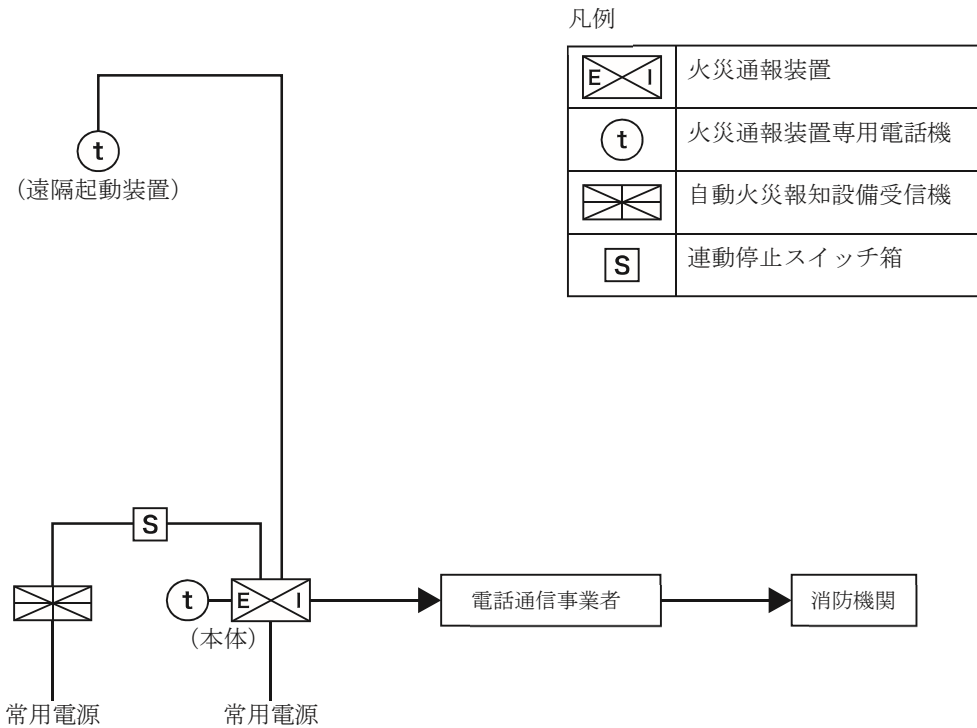 凡例
E I 火災通報装置
t 火災通報装置専用電話機
自動火災報知設備受信機
S 連動停止スイッチ箱
t
（遠隔起動装置）
S
t E I 電話通信事業者 消防機関
（本体）
常用電源 常用電源